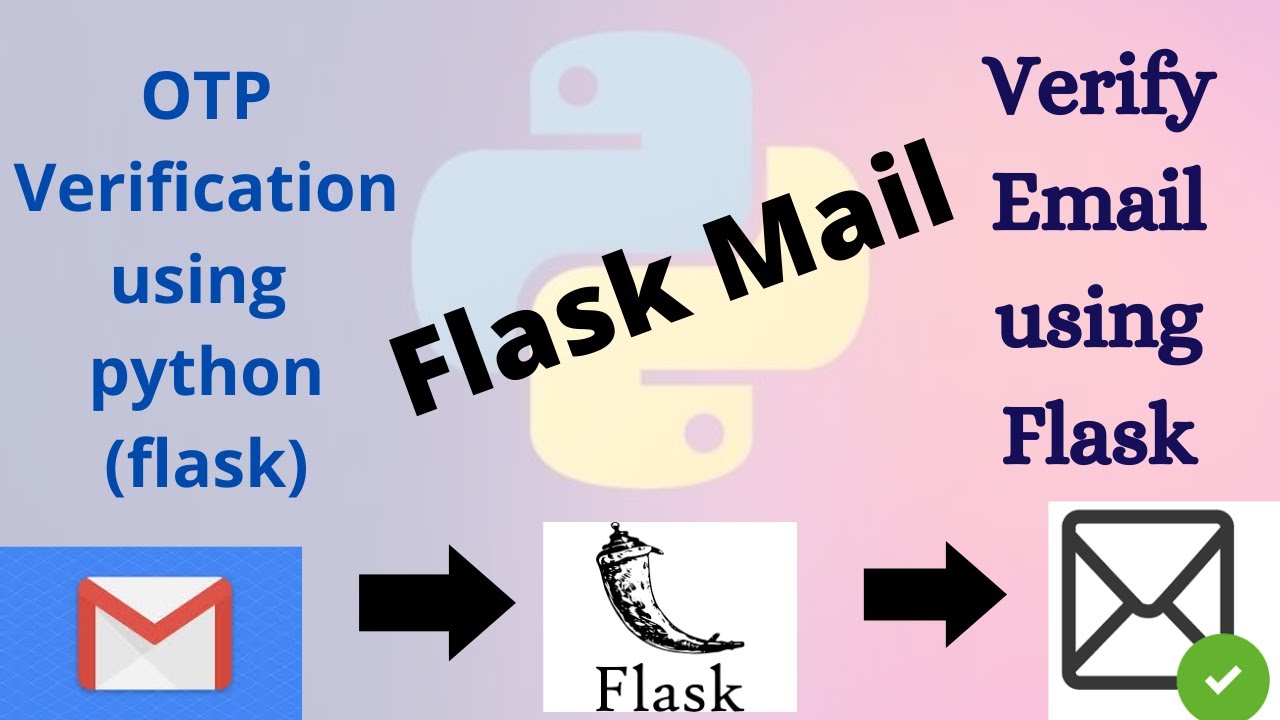 OTP
Verification
using
python
(flask)
Flask Mail
Verify
Email
using
Flask
Flask